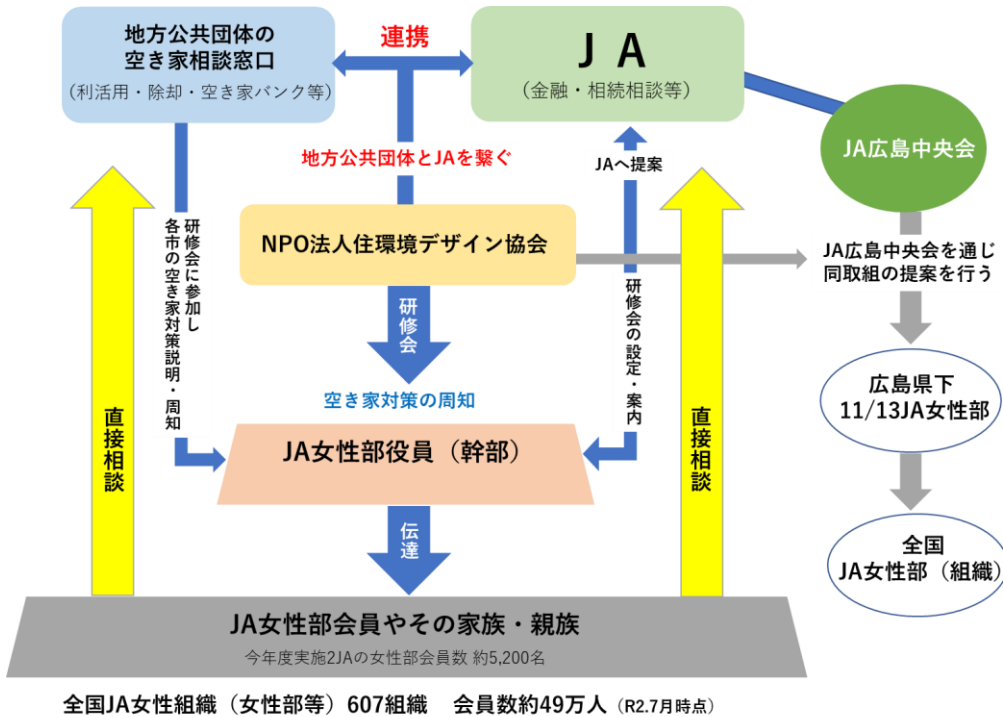 地方公共団体の
空き家相談窓口
（利活用・除却・空き家バンク等）
連携
J A
（金融・相続相談等）
JA広島中央会
地方公共団体とJAを繋ぐ
JAへ提案
NPO法人住環境デザイン協会
JA広島中央会を通じ
同取組の提案を行う
研修会に参加し
各市の空き家対策説明・周知
研修会
研修会の設定・案内
空き家対策の周知
広島県下
11/13JA女性部
直接相談
JA女性部役員（幹部）
直接相談
伝達
全国
JA女性部（組織）
JA女性部会員やその家族・親族
今年度実施2JAの女性部会員数 約5,200名
全国JA女性組織（女性部等）607組織　会員数約49万人（R2.7月時点）